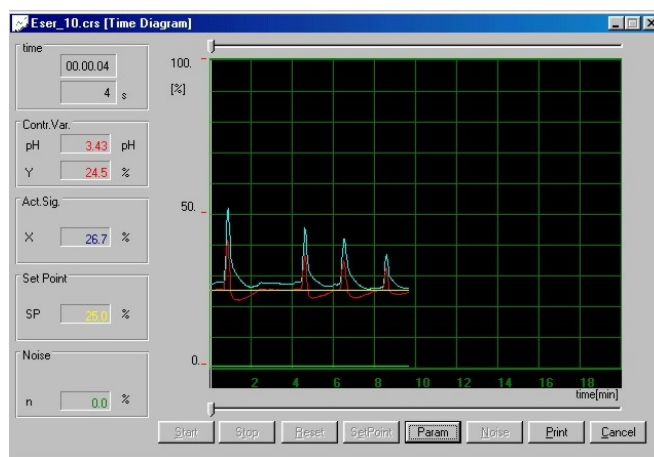 Eser_10.crs [Time Diagram]
time
00.00.04
4 s
Contr.Var.
pH 3.43 pH
Y 24.5 %
Act.Sig.
X 26.7 %
Set Point
SP 25.0 %
Noise
n 0.0 %
100.
[%]
50.
0.
2 4 6 8 10 12 14 16 18
time[min]
Start Stop Reset SetPoint Param Noise Print Cancel